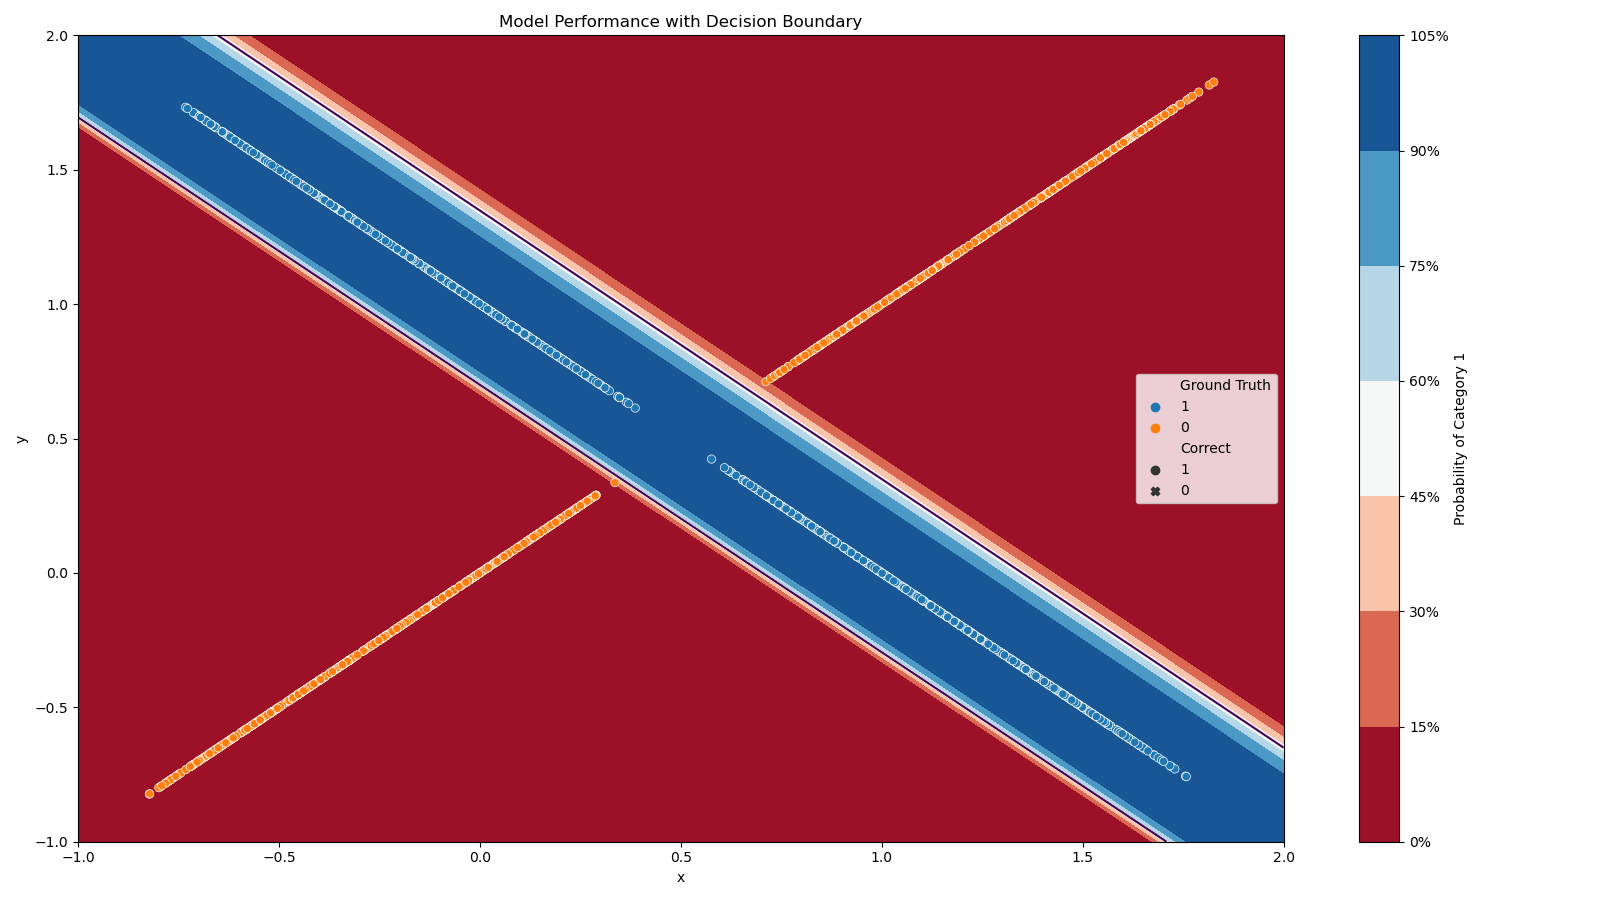 Model Performance with Decision Boundary
2.0
1.5
1.0
0.5
0.0
−0.5
−1.0
y
−1.0 −0.5 0.0 0.5 1.0 1.5 2.0
x
Ground Truth
1
0
Correct
1
0
105%
90%
75%
60%
45%
30%
15%
0%
Probability of Category 1